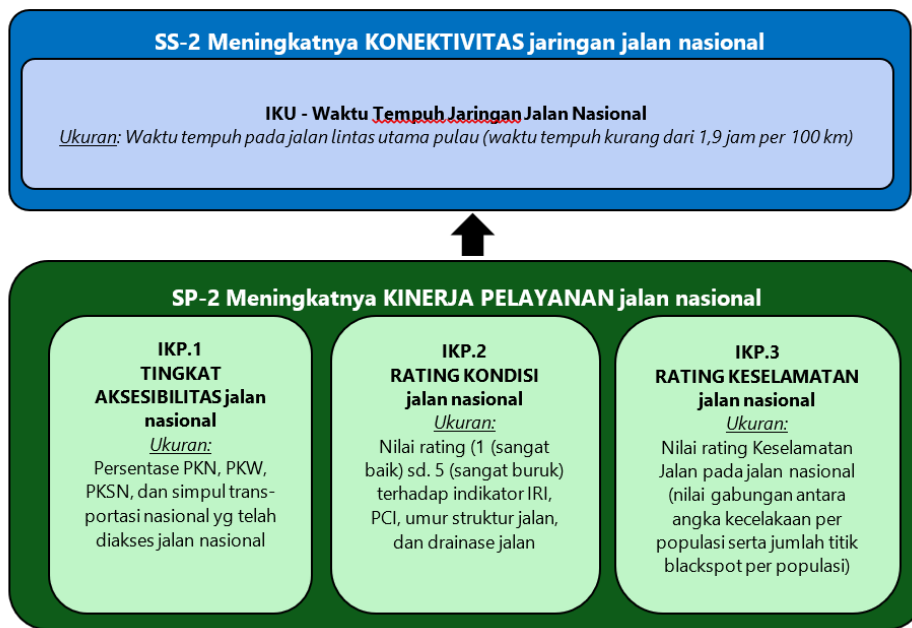 SS-2 Meningkatnya KONEKTIVITAS jaringan jalan nasional
IKU - Waktu Tempuh Jaringan Jalan Nasional
Ukuran: Waktu tempuh pada jalan lintas utama pulau (waktu tempuh kurang dari 1,9 jam per 100 km)
SP-2 Meningkatnya KINERJA PELAYANAN jalan nasional
IKP.1
TINGKAT
AKSESIBILITAS jalan
nasional
Ukuran:
Persentase PKN, PKW,
PKSN, dan simpul trans-
portasi nasional yg telah
diakses jalan nasional
IKP.2
RATING KONDISI
jalan nasional
Ukuran:
Nilai rating (1 (sangat
baik) sd. 5 (sangat buruk)
terhadap indikator IRI,
PCI, umur struktur jalan,
dan drainase jalan
IKP.3
RATING KESELAMATAN
jalan nasional
Ukuran:
Nilai rating Keselamatan
Jalan pada jalan nasional
(nilai gabungan antara
angka kecelakaan per
populasi serta jumlah titik
blackspot per populasi)